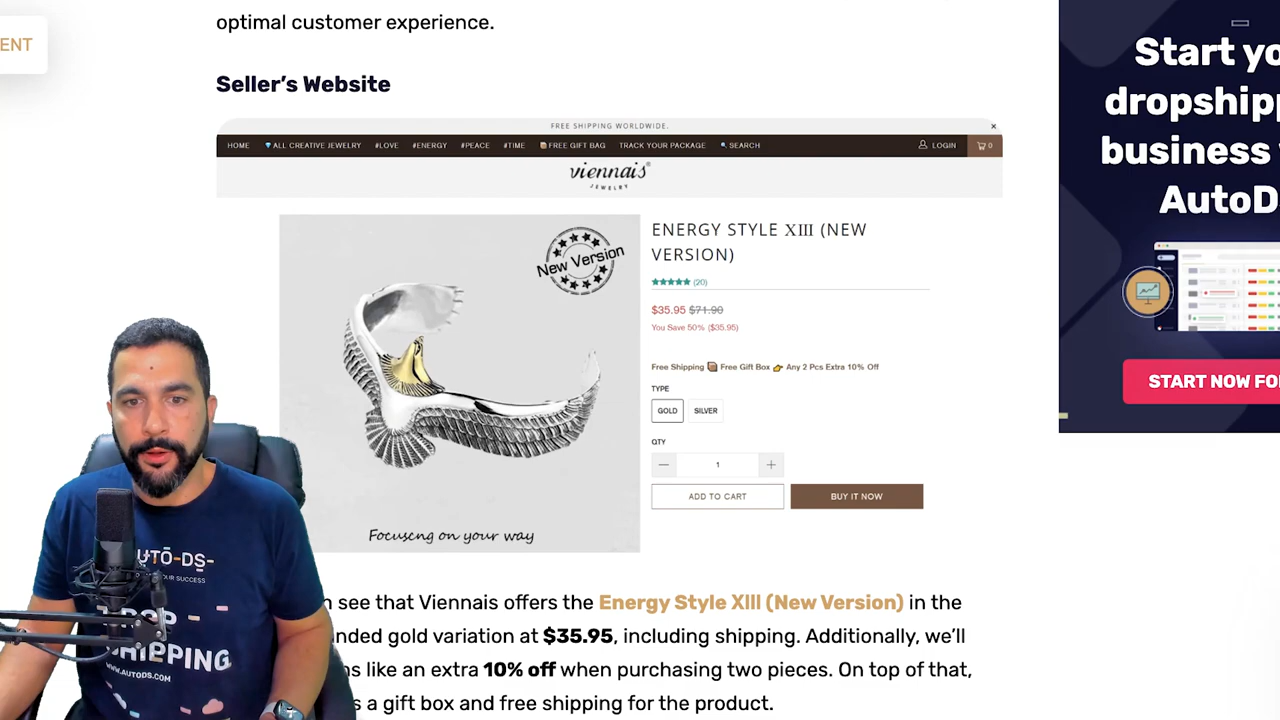 optimal customer experience.
ENT
Seller's Website
FREE SHIPPING WORLDWIDE.
HOME ALL CREATIVE JEWELRY #LOVE #ENERGY #PEACE #TIME FREE GIFT BAG TRACK YOUR PACKAGE SEARCH LOGIN 0
viennais®
JEWELRY
New Version
Focuscng on your way
ENERGY STYLE XIII (NEW
VERSION)
(20)
$35.95 $71.90
You Save 50% ($35.95)
Free Shipping Free Gift Box Any 2 Pcs Extra 10% Off
TYPE
GOLD SILVER
QTY
1
ADD TO CART BUY IT NOW
n see that Viennais offers the Energy Style XIII (New Version) in the
nded gold variation at $35.95, including shipping. Additionally, we'll
ns like an extra 10% off when purchasing two pieces. On top of that,
s a gift box and free shipping for the product.
Start yo
dropshipp
business
AutoD
START NOW FO
AUTO-DS-
UR SUCCESS
DROP
SHIPPING
WWW.AUTODS.COM